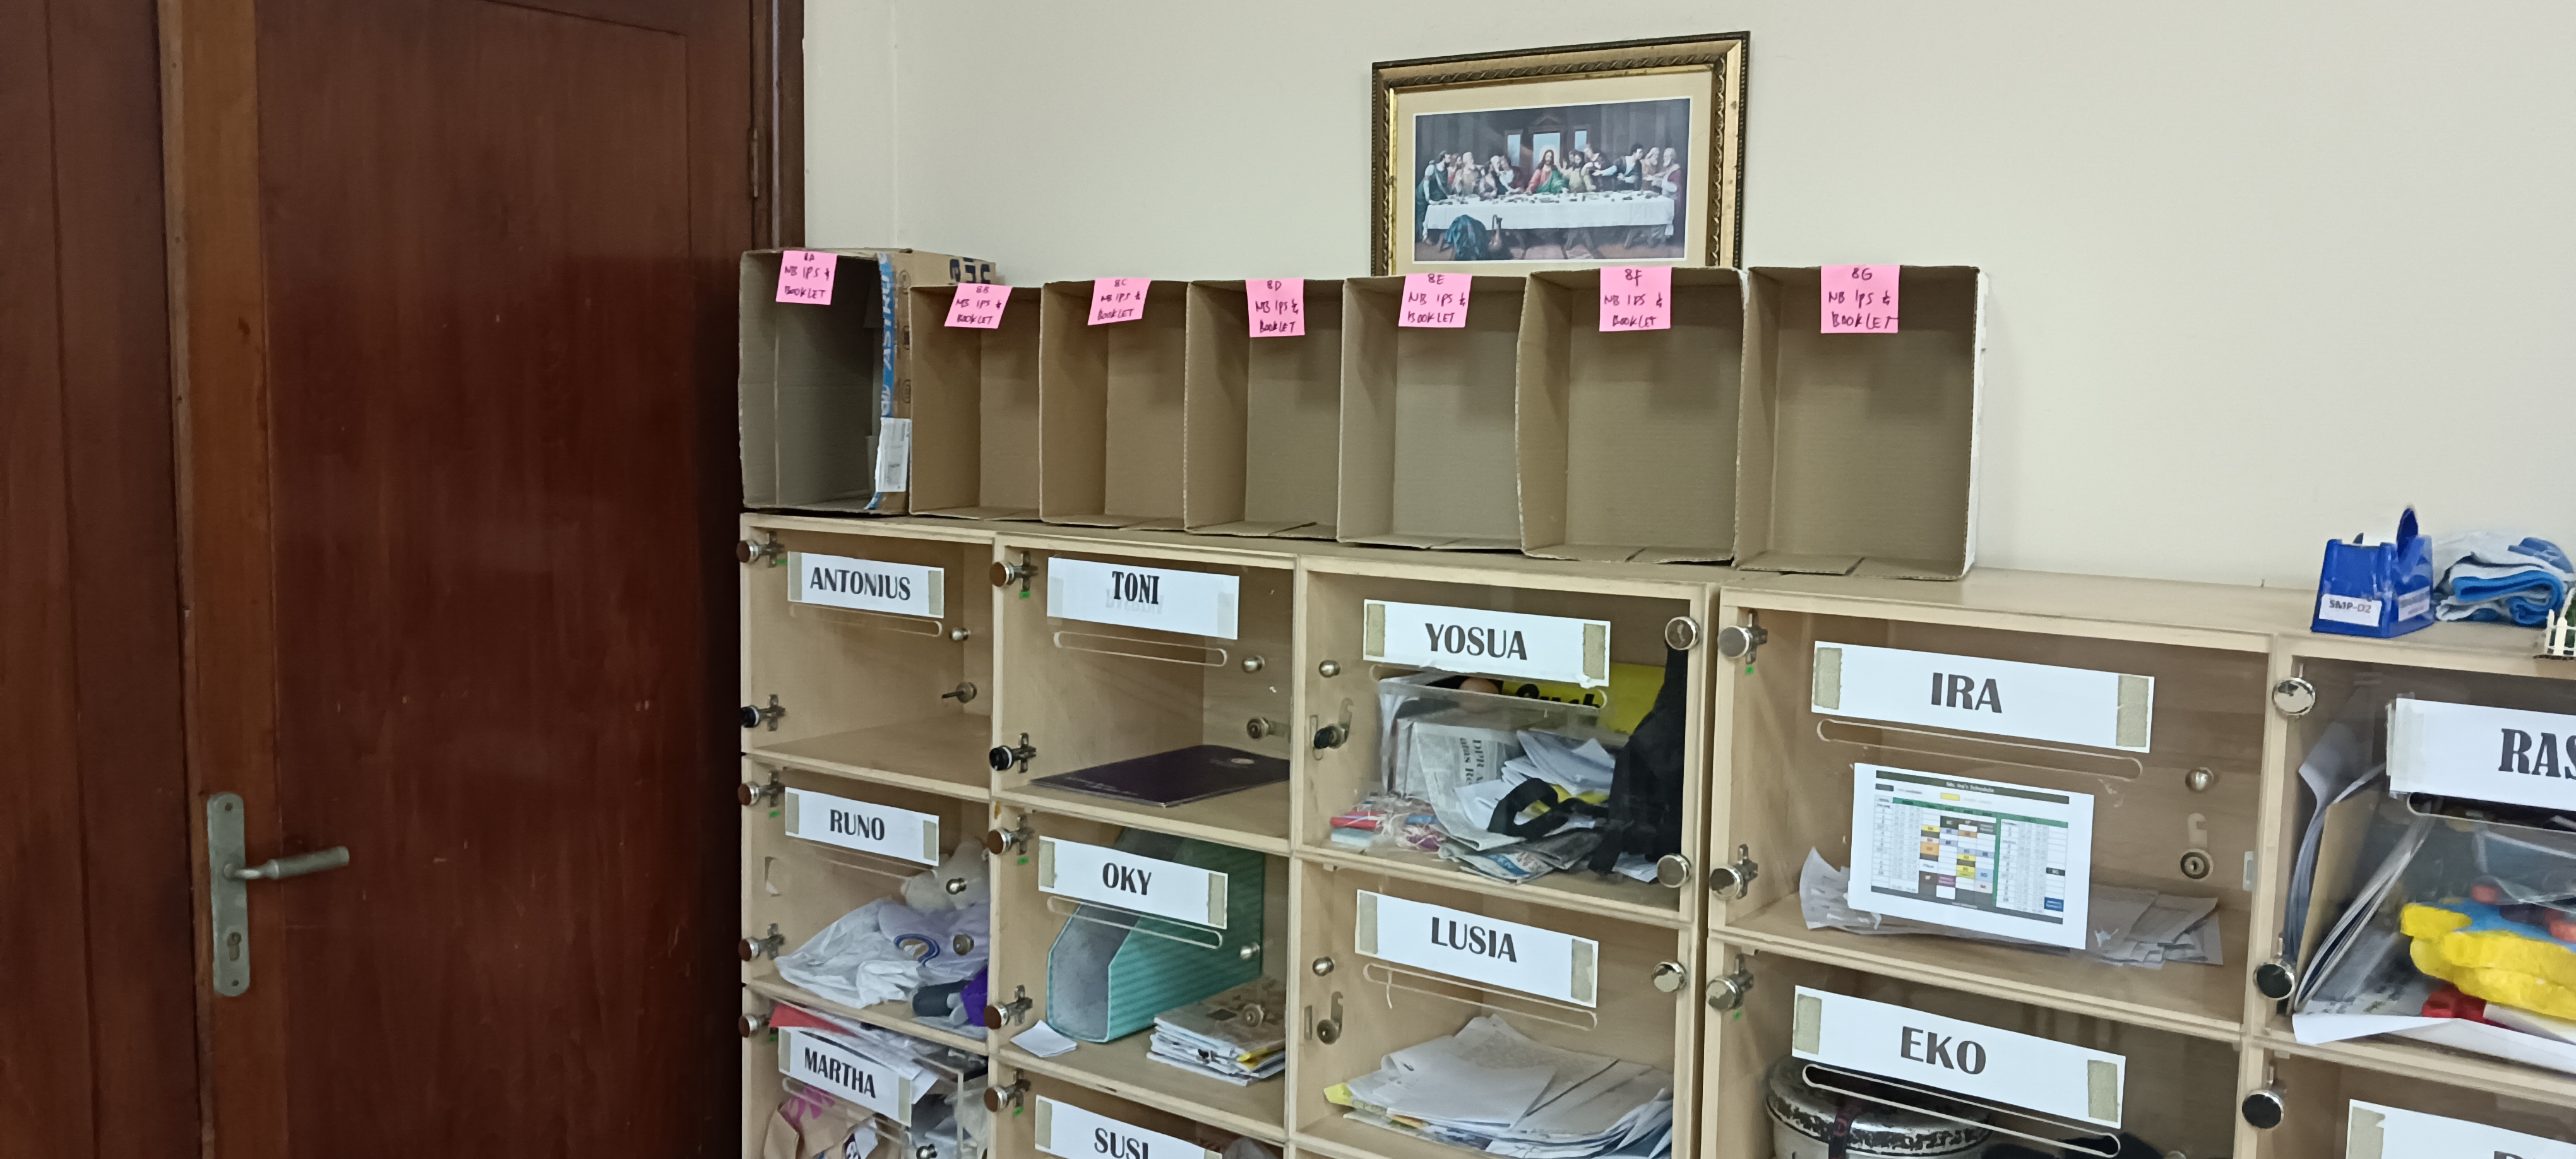 8A
NB IPS &
BOOKLET
8B
NB IPS &
BOOKLET
8C
NB IPS &
BOOKLET
8D
NB IPS &
BOOKLET
8E
NB IPS &
BOOKLET
8F
NB IPS &
BOOKLET
8G
NB IPS &
BOOKLET
ANTONIUS
TONI
YOSUA
IRA
RAS
SMP-02
RUNO
OKY
LUSIA
EKO
MARTHA
SUSI